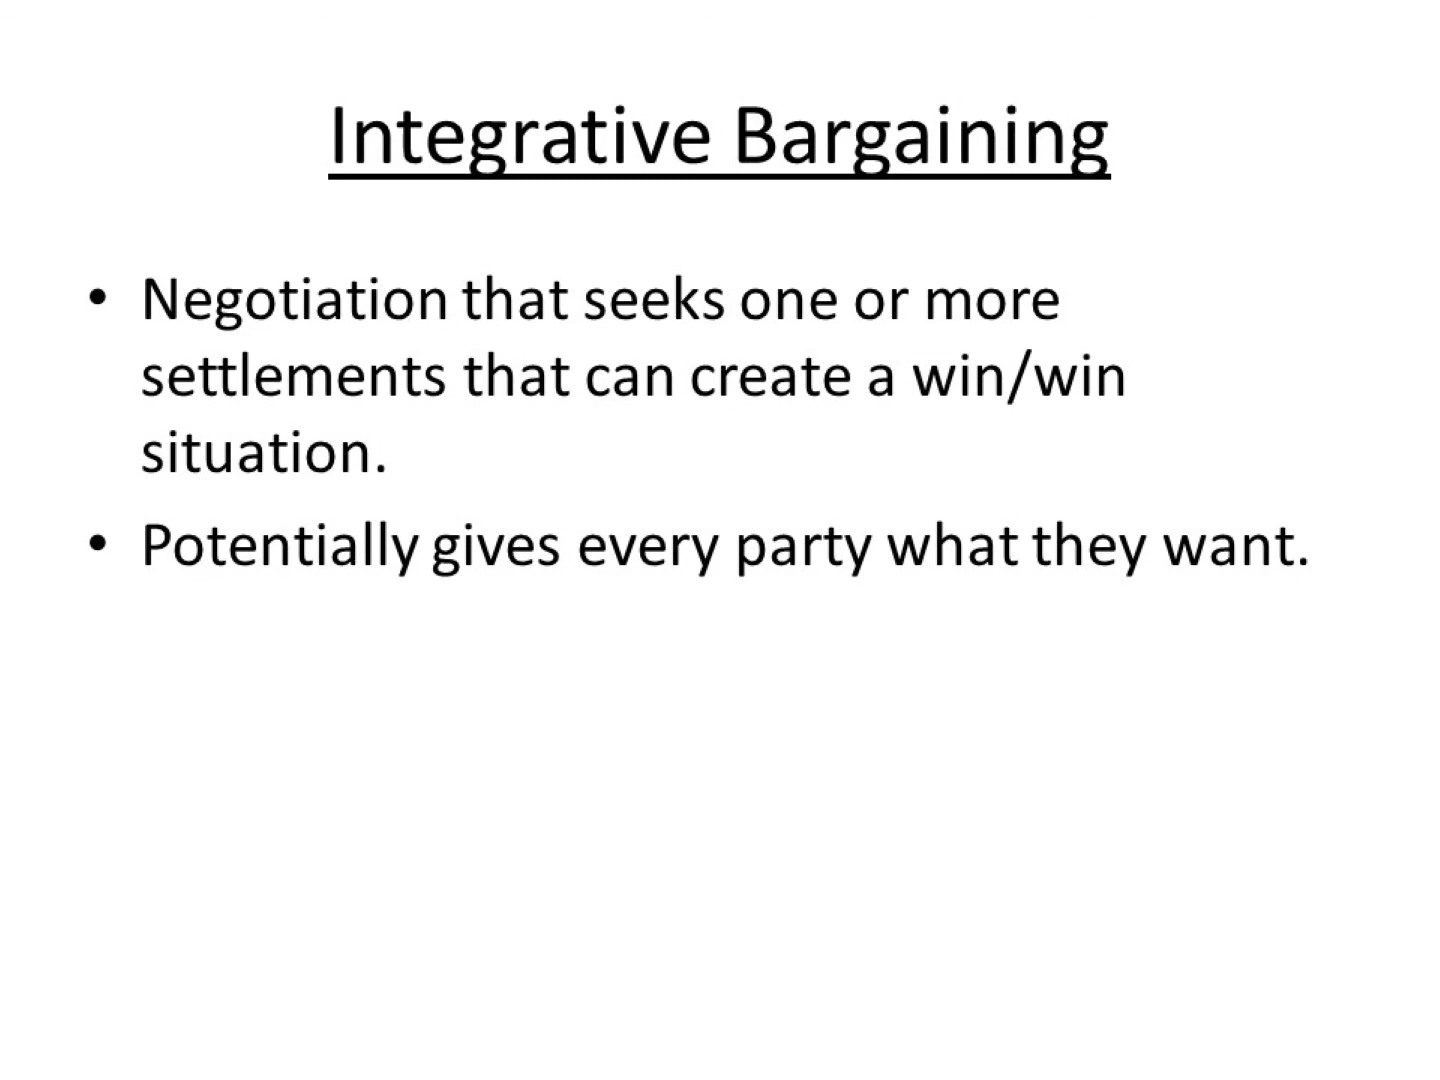 Integrative Bargaining
• Negotiation that seeks one or more
settlements that can create a win/win
situation.
• Potentially gives every party what they want.